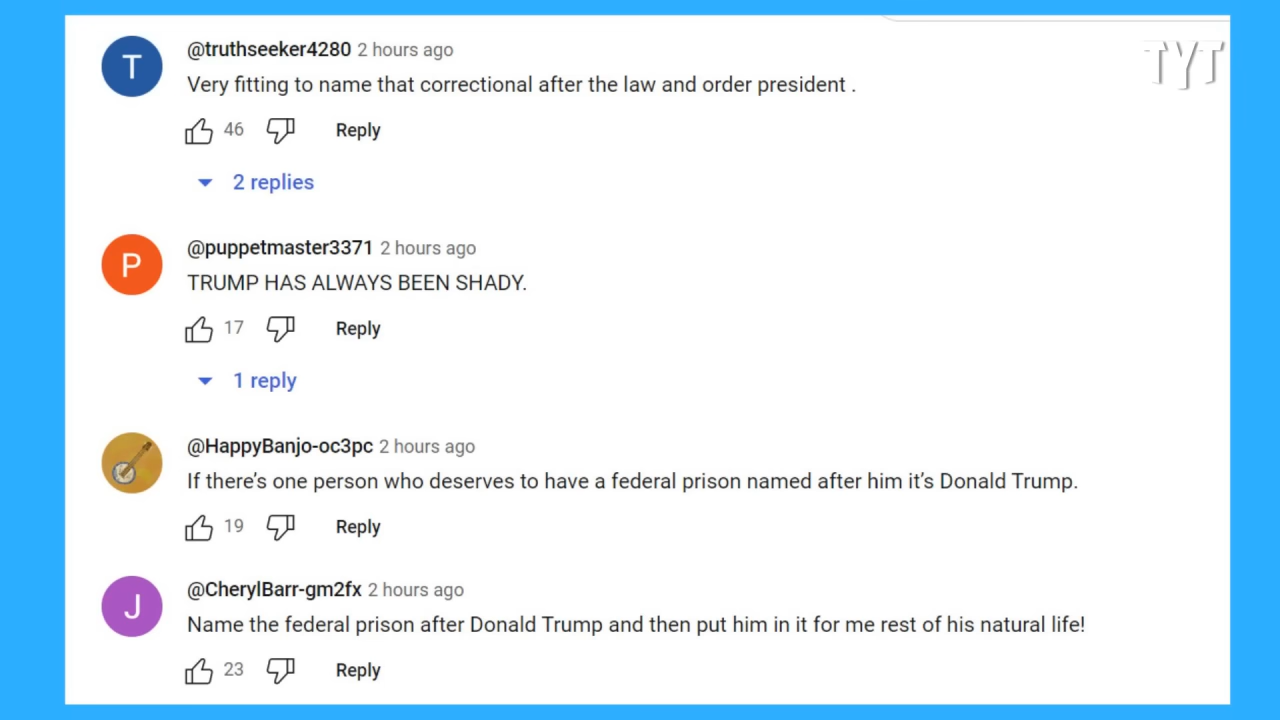 TYT
T
@truthseeker4280 2 hours ago
Very fitting to name that correctional after the law and order president .
46 Reply
2 replies
P
@puppetmaster3371 2 hours ago
TRUMP HAS ALWAYS BEEN SHADY.
17 Reply
1 reply
@HappyBanjo-oc3pc 2 hours ago
If there’s one person who deserves to have a federal prison named after him it’s Donald Trump.
19 Reply
J
@CherylBarr-gm2fx 2 hours ago
Name the federal prison after Donald Trump and then put him in it for me rest of his natural life!
23 Reply